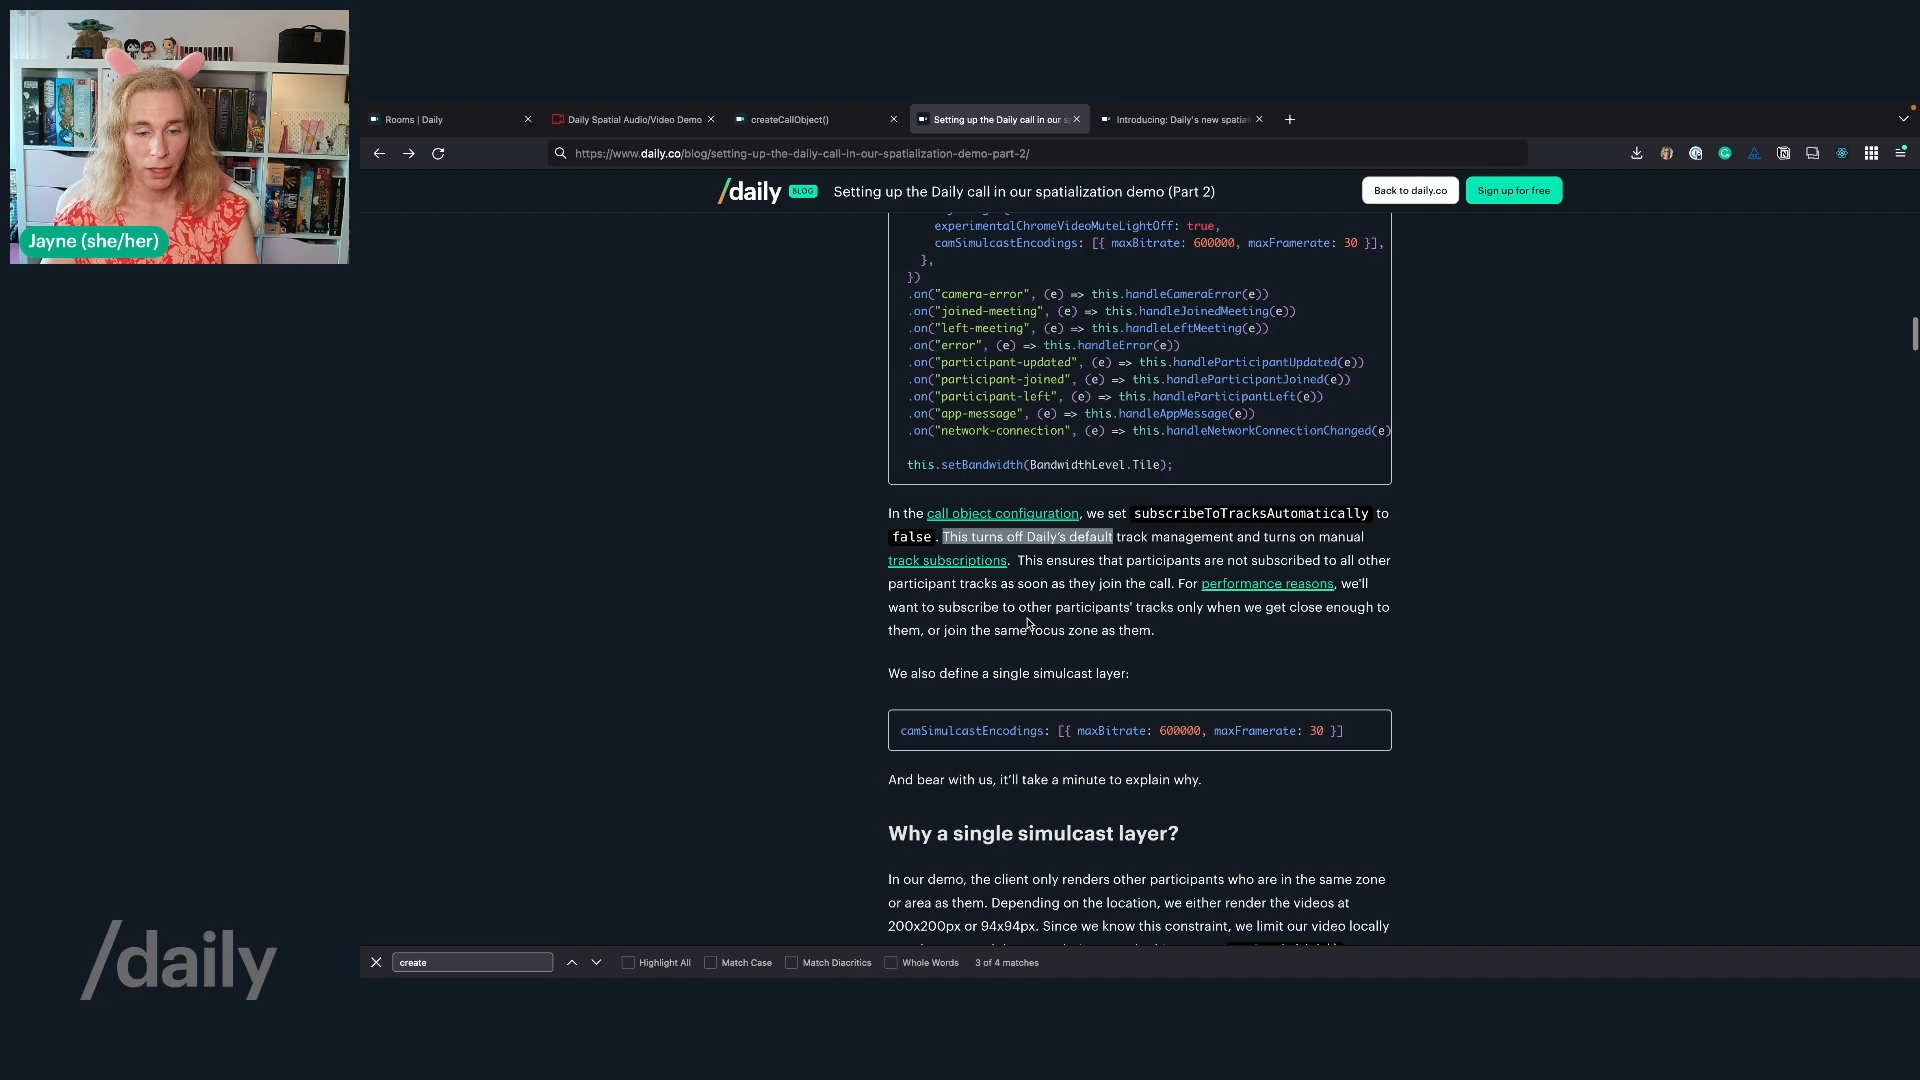 Jayne (she/her)
Rooms | Daily
Daily Spatial Audio/Video Demo
createCallObject()
Setting up the Daily call in our s
Introducing: Daily's new spatial
https://www.daily.co/blog/setting-up-the-daily-call-in-our-spatialization-demo-part-2/
/daily BLOG Setting up the Daily call in our spatialization demo (Part 2)
Back to daily.co
Sign up for free
experimentalChromeVideoMuteLightOff: true,
camSimulcastEncodings: [{ maxBitrate: 600000, maxFramerate: 30 }],
},
})
.on("camera-error", (e) => this.handleCameraError(e))
.on("joined-meeting", (e) => this.handleJoinedMeeting(e))
.on("left-meeting", (e) => this.handleLeftMeeting(e))
.on("error", (e) => this.handleError(e))
.on("participant-updated", (e) => this.handleParticipantUpdated(e))
.on("participant-joined", (e) => this.handleParticipantJoined(e))
.on("participant-left", (e) => this.handleParticipantLeft(e))
.on("app-message", (e) => this.handleAppMessage(e))
.on("network-connection", (e) => this.handleNetworkConnectionChanged(e)
this.setBandwidth(BandwidthLevel.Tile);
In the call object configuration, we set subscribeToTracksAutomatically to
false. This turns off Daily’s default track management and turns on manual
track subscriptions. This ensures that participants are not subscribed to all other
participant tracks as soon as they join the call. For performance reasons, we'll
want to subscribe to other participants' tracks only when we get close enough to
them, or join the same focus zone as them.
We also define a single simulcast layer:
camSimulcastEncodings: [{ maxBitrate: 600000, maxFramerate: 30 }]
And bear with us, it’ll take a minute to explain why.
Why a single simulcast layer?
In our demo, the client only renders other participants who are in the same zone
or area as them. Depending on the location, we either render the videos at
200x200px or 94x94px. Since we know this constraint, we limit our video locally
create
Highlight All
Match Case
Match Diacritics
Whole Words
3 of 4 matches
/daily